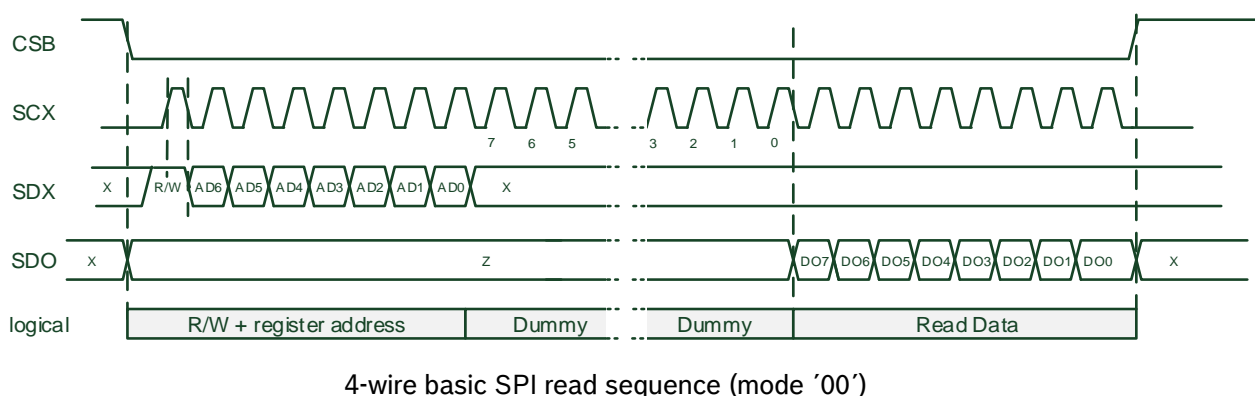 CSB
SCX
7 6 5 3 2 1 0
SDX X R/W AD6 AD5 AD4 AD3 AD2 AD1 AD0 X
SDO X Z DO7 DO6 DO5 DO4 DO3 DO2 DO1 DO0 X
logical R/W + register address Dummy Dummy Read Data
4-wire basic SPI read sequence (mode ´00´)